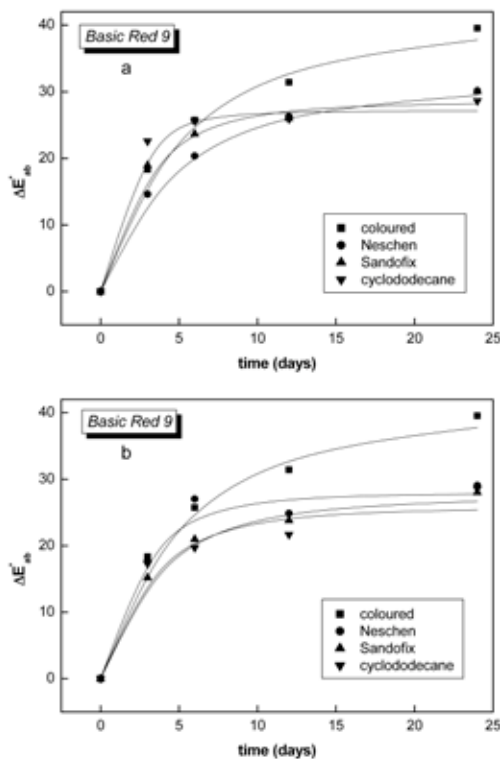 Basic Red 9
a
40
30
20
10
0
ΔE*ab
coloured
Neschen
Sandofix
cyclododecane
0 5 10 15 20 25
time (days)
Basic Red 9
b
40
30
20
10
0
ΔE*ab
coloured
Neschen
Sandofix
cyclododecane
0 5 10 15 20 25
time (days)